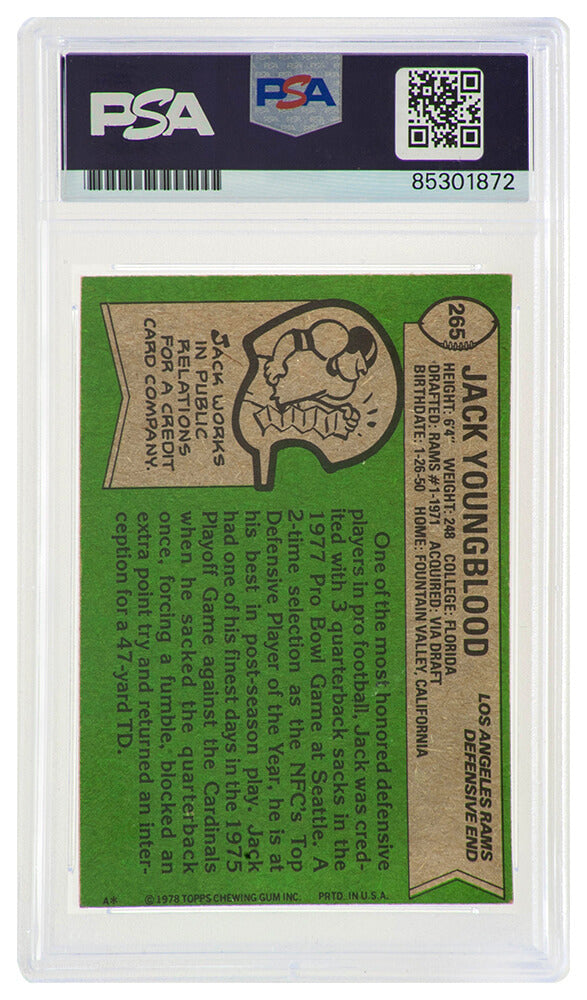 PSA
PSA
85301872
265
JACK YOUNGBLOOD
LOS ANGELES RAMS
DEFENSIVE END
HEIGHT: 6'4" WEIGHT: 248 COLLEGE: FLORIDA
DRAFTED: RAMS #1-1971 ACQUIRED: VIA DRAFT
BIRTHDATE: 1-26-50 HOME: FOUNTAIN VALLEY, CALIFORNIA
JACK WORKS
IN PUBLIC
RELATIONS
FOR A CREDIT
CARD COMPANY.
One of the most honored defensive
players in pro football, Jack was cred-
ited with 3 quarterback sacks in the
1977 Pro Bowl Game at Seattle. A
2-time selection as the NFC's Top
Defensive Player of the Year, he is at
his best in post-season play. Jack
had one of his finest days in the 1975
Playoff Game against the Cardinals
when he sacked the quarterback
once, forcing a fumble, blocked an
extra point try and returned an inter-
ception for a 47-yard TD.
A* © 1978 TOPPS CHEWING GUM INC. PRTD. IN U.S.A.